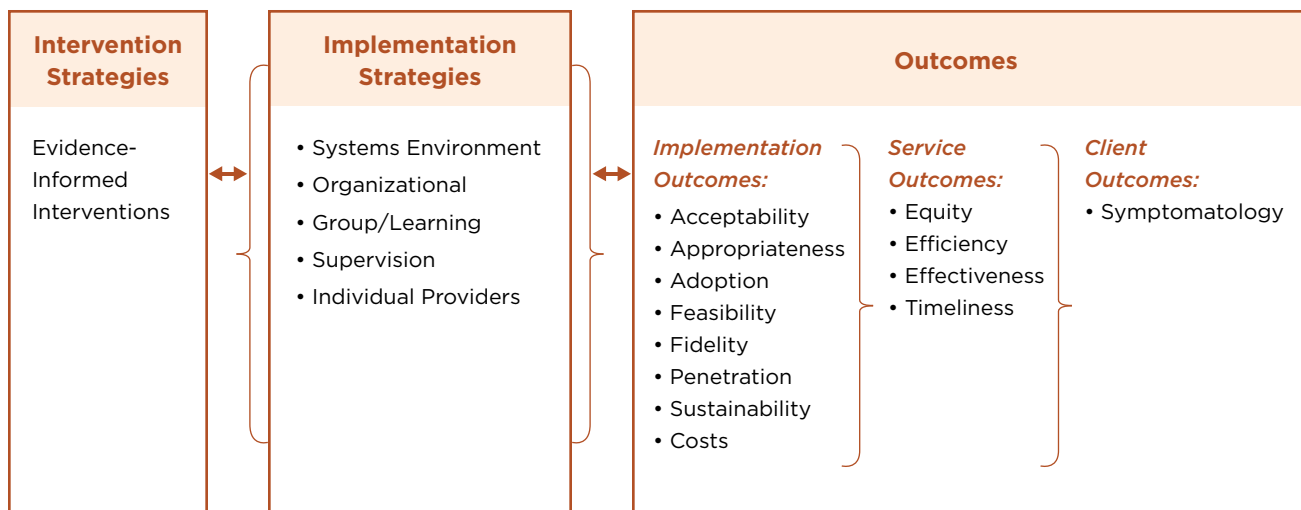 Intervention
Strategies
Evidence-
Informed
Interventions
Implementation
Strategies
• Systems Environment
• Organizational
• Group/Learning
• Supervision
• Individual Providers
Outcomes
Implementation
Outcomes:
• Acceptability
• Appropriateness
• Adoption
• Feasibility
• Fidelity
• Penetration
• Sustainability
• Costs
Service
Outcomes:
• Equity
• Efficiency
• Effectiveness
• Timeliness
Client
Outcomes:
• Symptomatology